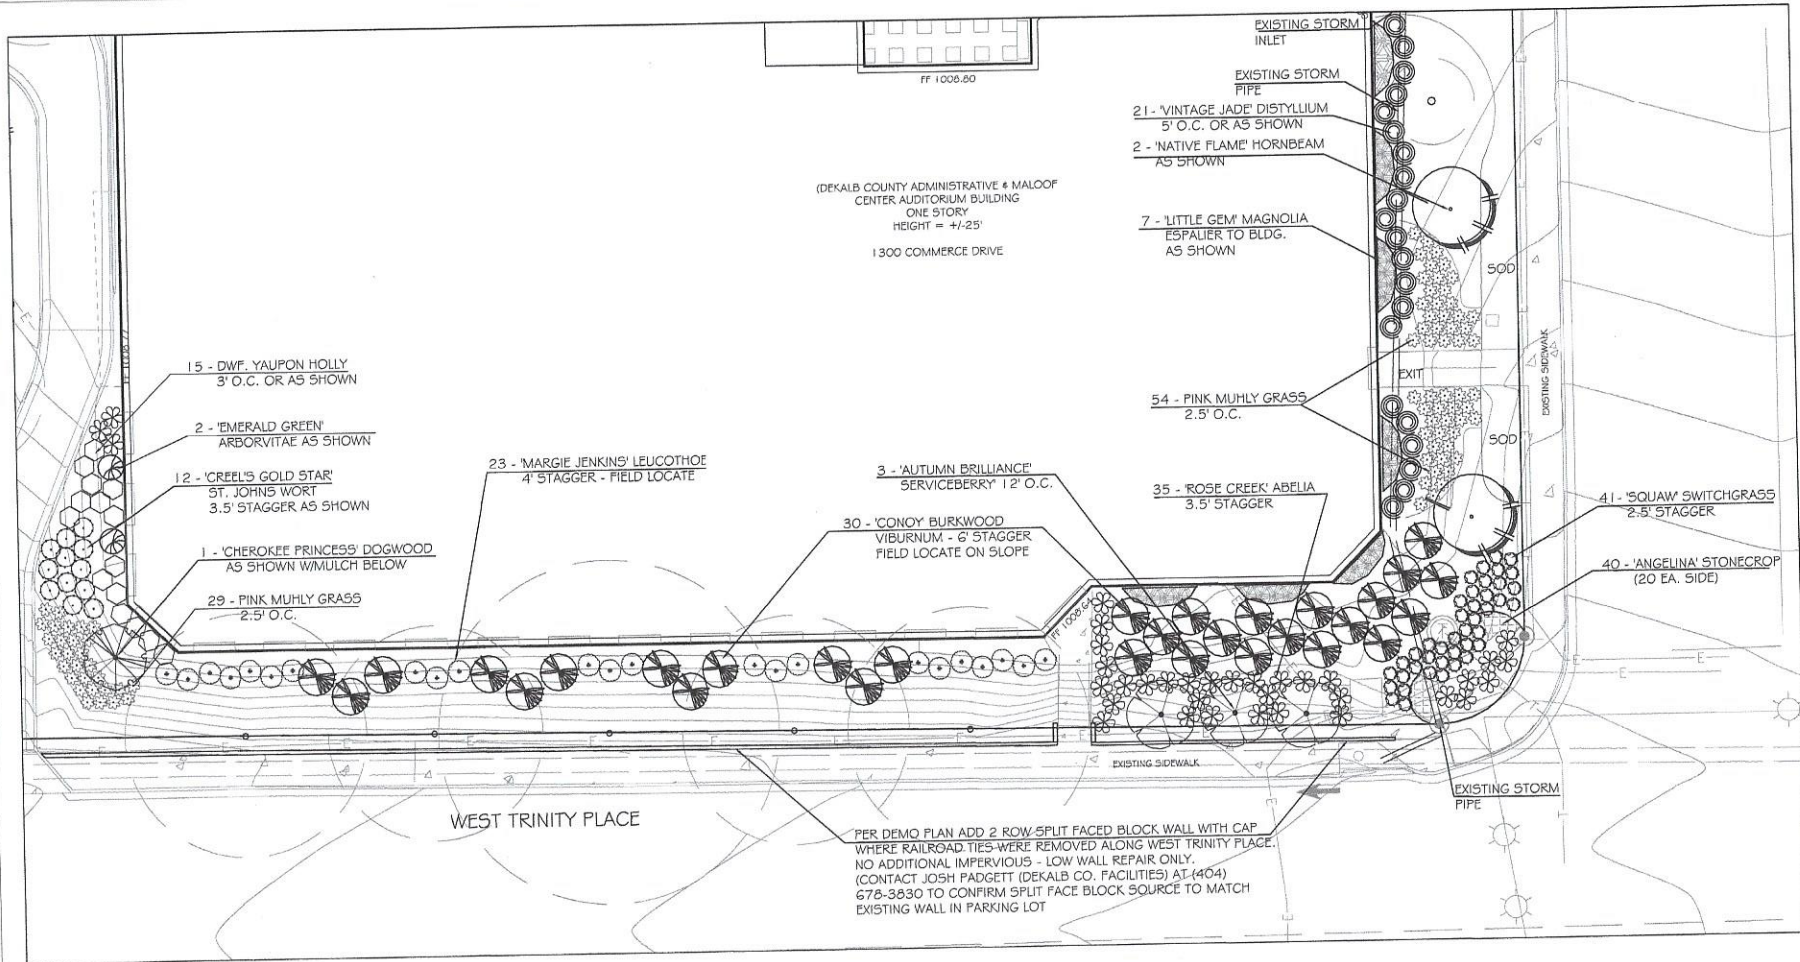 EXISTING STORM
INLET
FF 1008.80
EXISTING STORM
PIPE
21 - 'VINTAGE JADE' DISTYLLIUM
5' O.C. OR AS SHOWN
2 - 'NATIVE FLAME' HORNBEAM
AS SHOWN
(DEKALB COUNTY ADMINISTRATIVE & MALOOF
CENTER AUDITORIUM BUILDING
ONE STORY
HEIGHT = +/-25'
1300 COMMERCE DRIVE
7 - 'LITTLE GEM' MAGNOLIA
ESPALIER TO BLDG.
AS SHOWN
SOD
EXISTING SIDEWALK
EXIT
15 - DWF. YAUPON HOLLY
3' O.C. OR AS SHOWN
54 - PINK MUHLY GRASS
2.5' O.C.
2 - 'EMERALD GREEN'
ARBORVITAE AS SHOWN
SOD
23 - 'MARGIE JENKINS' LEUCOTHOE
4' STAGGER - FIELD LOCATE
12 - 'CREEL'S GOLD STAR'
ST. JOHNS WORT
3.5' STAGGER AS SHOWN
3 - 'AUTUMN BRILLIANCE'
SERVICEBERRY 12' O.C.
35 - 'ROSE CREEK' ABELIA
3.5' STAGGER
41 - 'SQUAW' SWITCHGRASS
2.5' STAGGER
30 - 'CONOY' BURKWOOD
VIBURNUM - 6' STAGGER
FIELD LOCATE ON SLOPE
1 - 'CHEROKEE PRINCESS' DOGWOOD
AS SHOWN W/MULCH BELOW
40 - 'ANGELINA' STONECROP
(20 EA. SIDE)
29 - PINK MUHLY GRASS
2.5' O.C.
FF 1008.64
EXISTING SIDEWALK
EXISTING STORM
PIPE
WEST TRINITY PLACE
PER DEMO PLAN ADD 2 ROW SPLIT FACED BLOCK WALL WITH CAP
WHERE RAILROAD TIES WERE REMOVED ALONG WEST TRINITY PLACE.
NO ADDITIONAL IMPERVIOUS - LOW WALL REPAIR ONLY.
(CONTACT JOSH PADGETT (DEKALB CO. FACILITIES) AT (404)
678-3830 TO CONFIRM SPLIT FACE BLOCK SOURCE TO MATCH
EXISTING WALL IN PARKING LOT